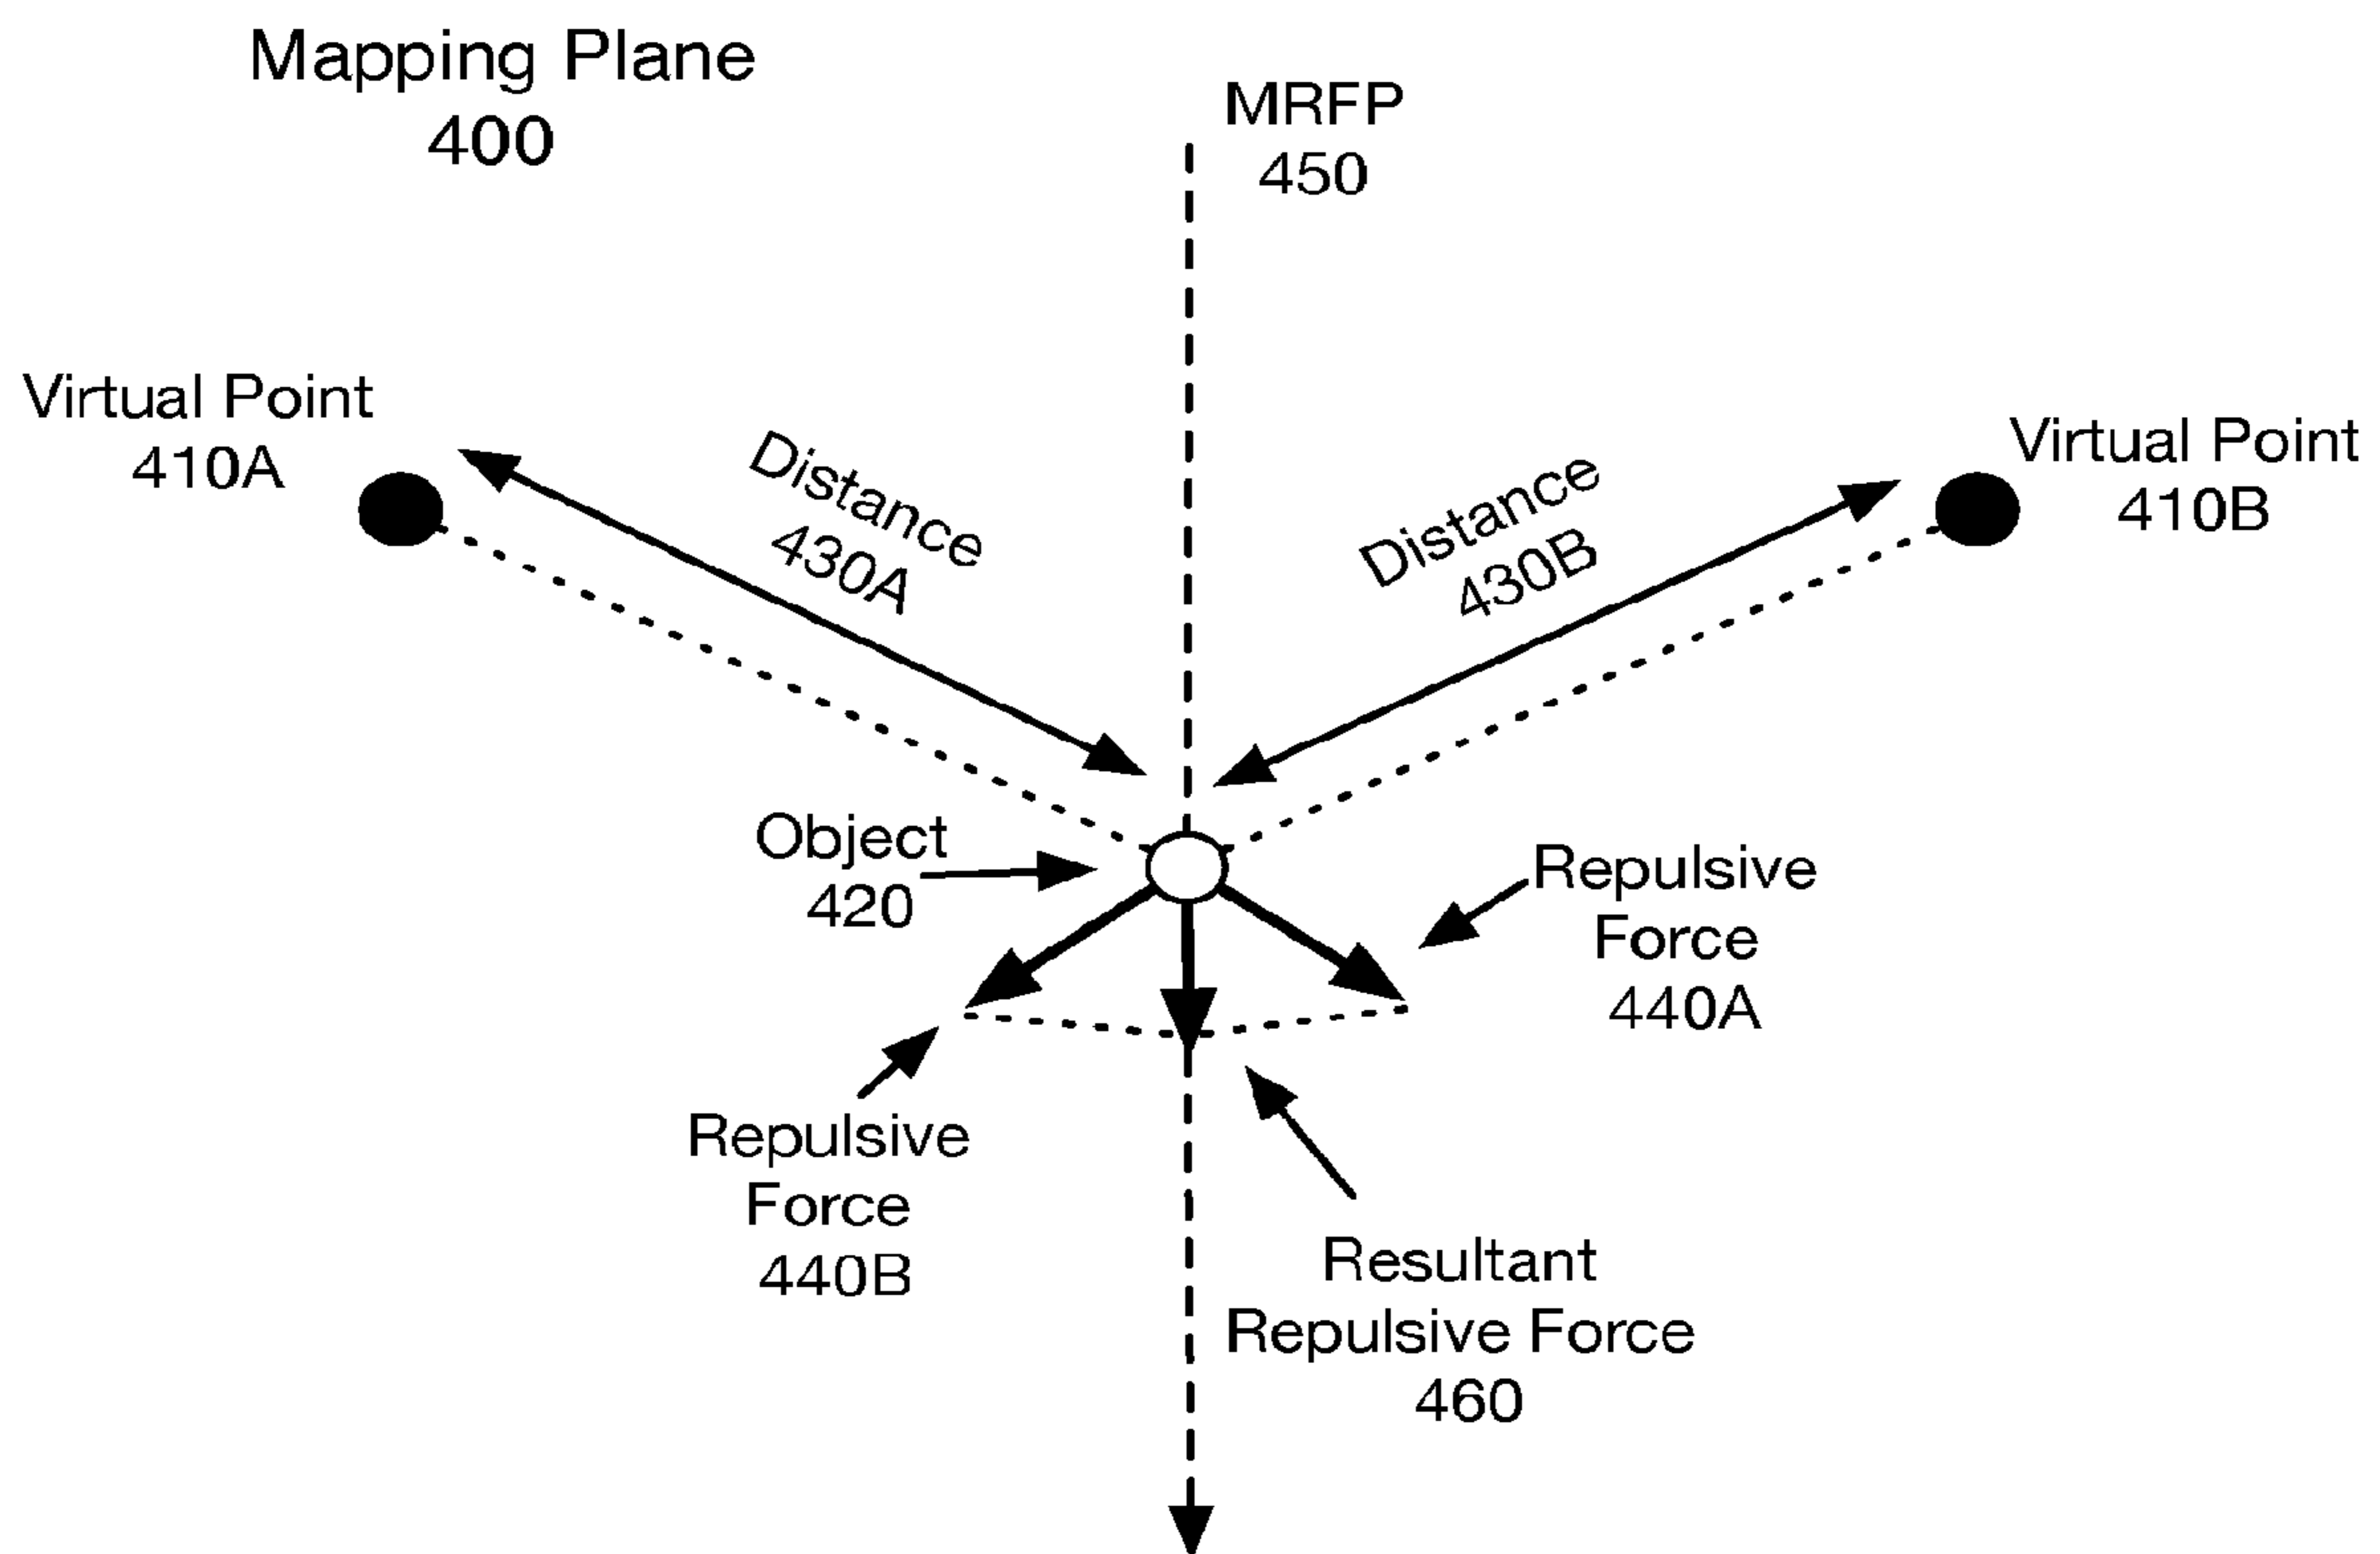 Mapping Plane
400
MRFP
450
Virtual Point
410A
Distance
430A
Distance
430B
Virtual Point
410B
Object
420
Repulsive
Force
440A
Repulsive
Force
440B
Resultant
Repulsive Force
460